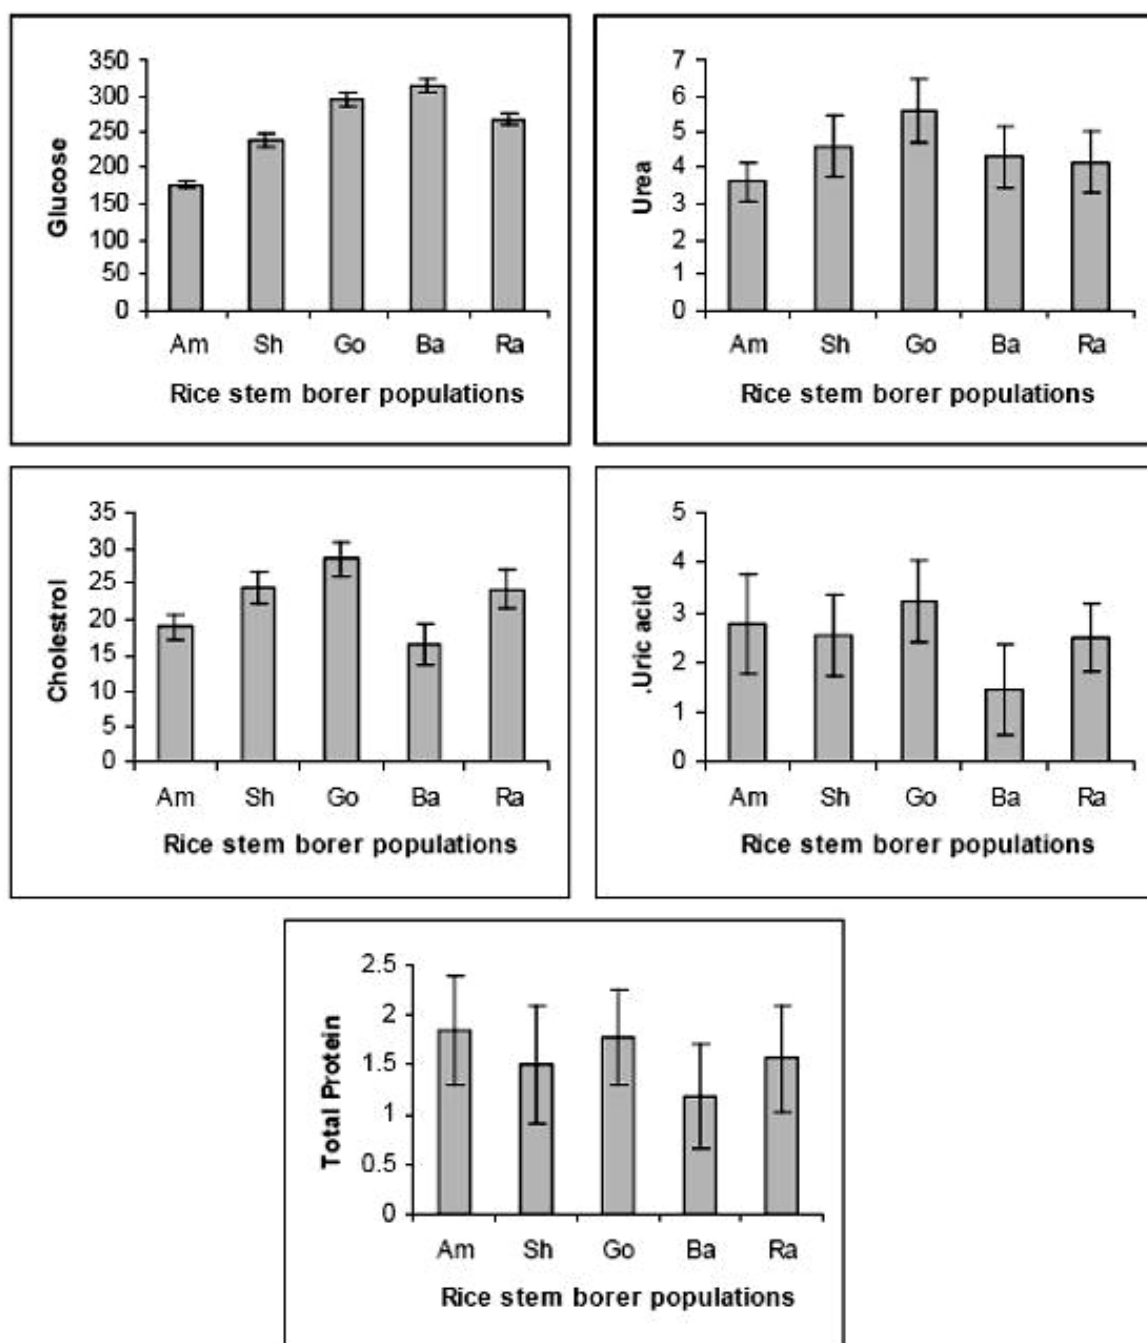 350
300
250
200
150
100
50
0
Glucose
Am Sh Go Ba Ra
Rice stem borer populations
7
6
5
4
3
2
1
0
Urea
Am Sh Go Ba Ra
Rice stem borer populations
35
30
25
20
15
10
5
0
Cholestrol
Am Sh Go Ba Ra
Rice stem borer populations
5
4
3
2
1
0
.Uric acid
Am Sh Go Ba Ra
Rice stem borer populations
2.5
2
1.5
1
0.5
0
Total Protein
Am Sh Go Ba Ra
Rice stem borer populations